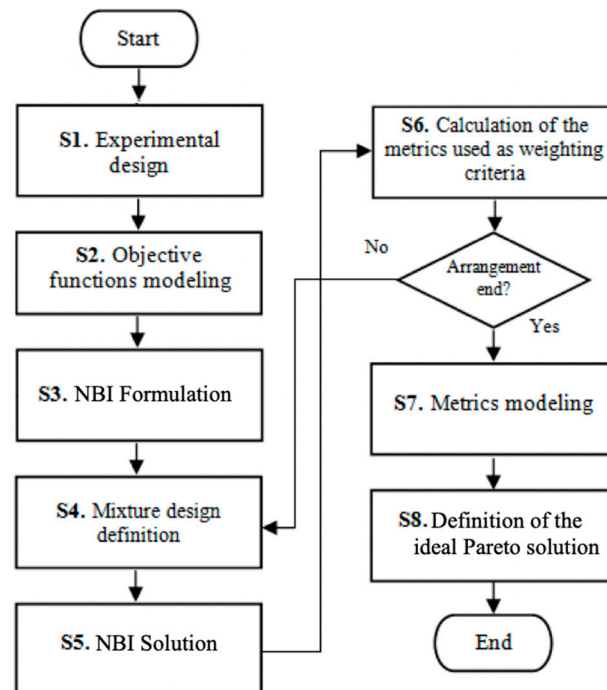 Start
S1. Experimental
design
S2. Objective
functions modeling
S3. NBI Formulation
S4. Mixture design
definition
S5. NBI Solution
S6. Calculation of the
metrics used as weighting
criteria
Arrangement
end?
No
Yes
S7. Metrics modeling
S8. Definition of the
ideal Pareto solution
End